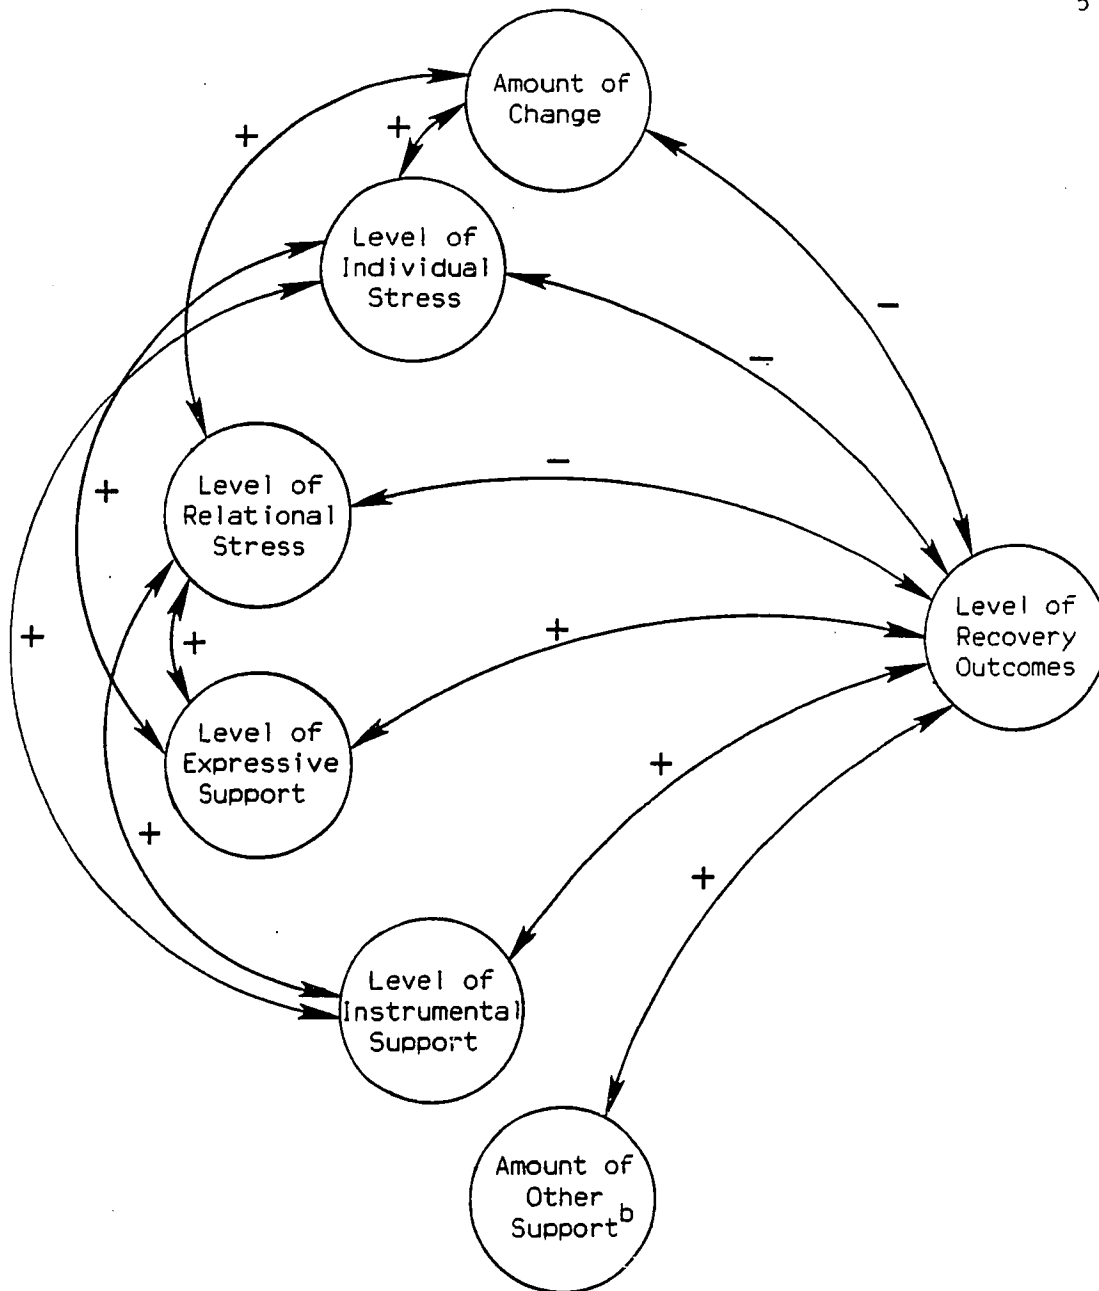 5
Amount of
Change
+
+
Level of
Individual
Stress
−
−
Level of
Relational
Stress
−
+
+
+
+
Level of
Recovery
Outcomes
Level of
Expressive
Support
+
+
+
Level of
Instrumental
Support
Amount of
Other
Support b